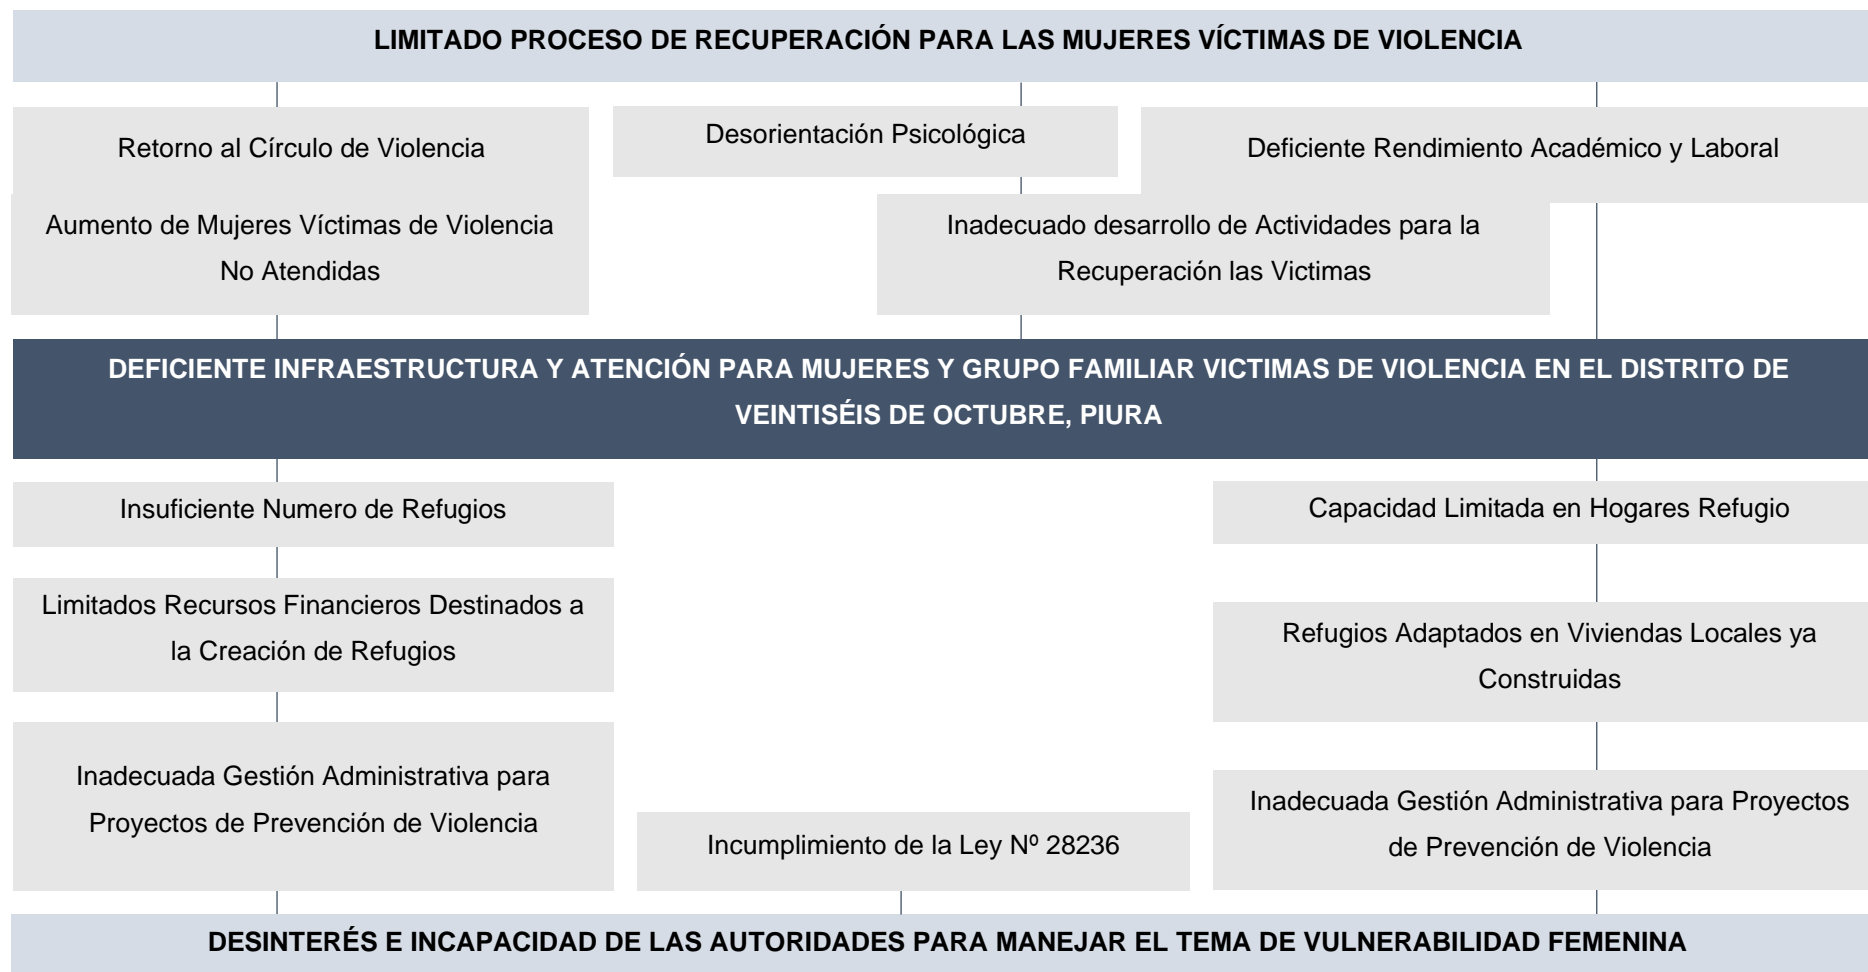 LIMITADO PROCESO DE RECUPERACIÓN PARA LAS MUJERES VÍCTIMAS DE VIOLENCIA
Retorno al Círculo de Violencia
Desorientación Psicológica
Deficiente Rendimiento Académico y Laboral
Aumento de Mujeres Víctimas de Violencia
No Atendidas
Inadecuado desarrollo de Actividades para la
Recuperación las Victimas
DEFICIENTE INFRAESTRUCTURA Y ATENCIÓN PARA MUJERES Y GRUPO FAMILIAR VICTIMAS DE VIOLENCIA EN EL DISTRITO DE
VEINTISÉIS DE OCTUBRE, PIURA
Insuficiente Numero de Refugios
Capacidad Limitada en Hogares Refugio
Limitados Recursos Financieros Destinados a
la Creación de Refugios
Refugios Adaptados en Viviendas Locales ya
Construidas
Inadecuada Gestión Administrativa para
Proyectos de Prevención de Violencia
Incumplimiento de la Ley Nº 28236
Inadecuada Gestión Administrativa para Proyectos
de Prevención de Violencia
DESINTERÉS E INCAPACIDAD DE LAS AUTORIDADES PARA MANEJAR EL TEMA DE VULNERABILIDAD FEMENINA